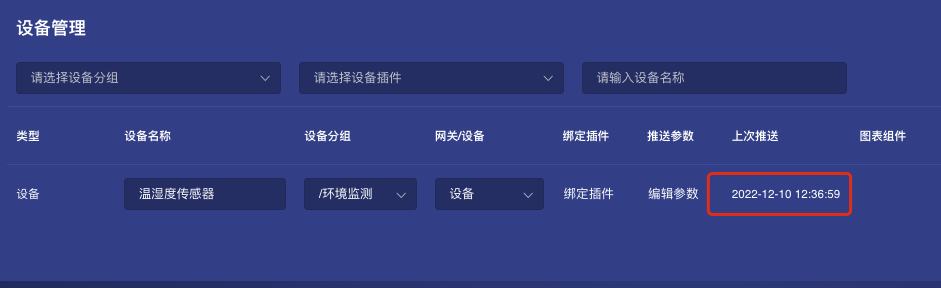 设备管理
请选择设备分组 请选择设备插件 请输入设备名称
类型 设备名称 设备分组 网关/设备 绑定插件 推送参数 上次推送 图表组件
设备 温湿度传感器 /环境监测 设备 绑定插件 编辑参数 2022-12-10 12:36:59